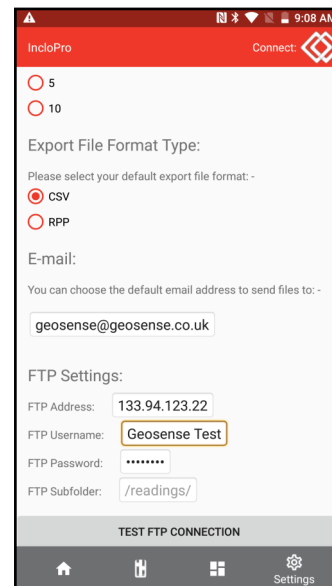 9:08 AM
IncloPro Connect:
5
10
Export File Format Type:
Please select your default export file format: -
CSV
RPP
E-mail:
You can choose the default email address to send files to: -
geosense@geosense.co.uk
FTP Settings:
FTP Address: 133.94.123.22
FTP Username: Geosense Test
FTP Password: ••••••••
FTP Subfolder: /readings/
TEST FTP CONNECTION
Settings